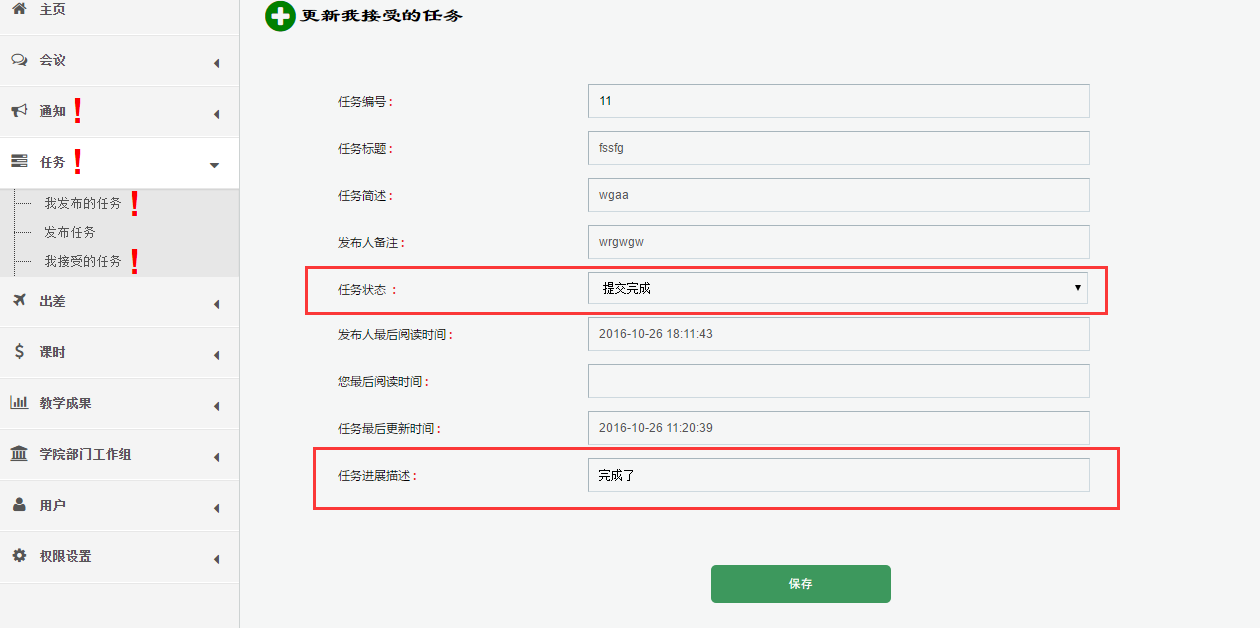 主页
会议
通知❗
任务❗
我发布的任务❗
发布任务
我接受的任务❗
出差
课时
教学成果
学院部门工作组
用户
权限设置
更新我接受的任务
任务编号： 11
任务标题： fssfg
任务简述： wgaa
发布人备注： wrgwgw
任务状态 ： 提交完成
发布人最后阅读时间： 2016-10-26 18:11:43
您最后阅读时间：
任务最后更新时间： 2016-10-26 11:20:39
任务进展描述： 完成了
保存